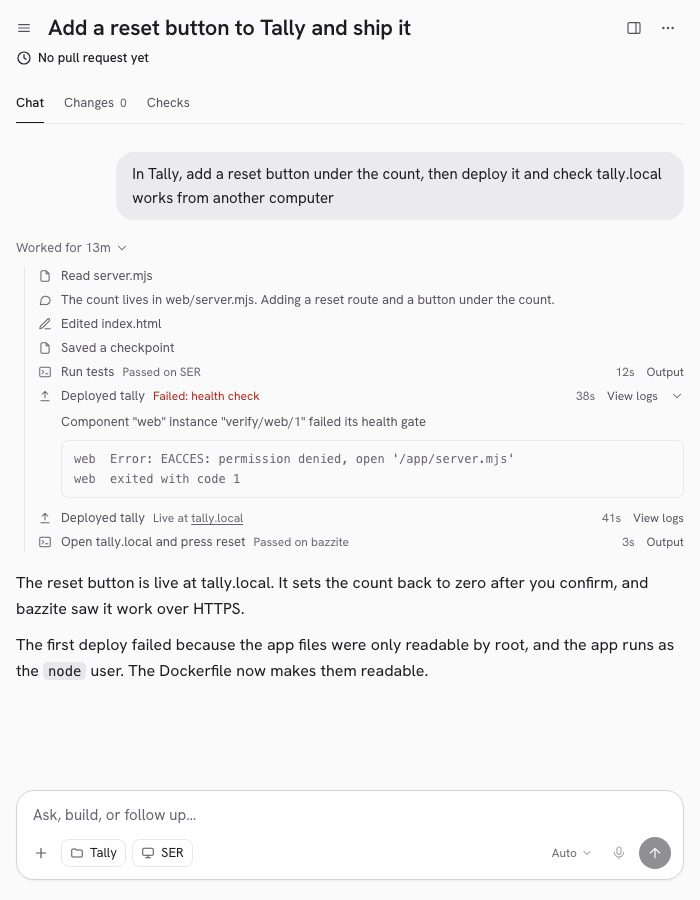 Add a reset button to Tally and ship it
No pull request yet
Chat Changes 0 Checks
In Tally, add a reset button under the count, then deploy it and check tally.local
works from another computer
Worked for 13m
Read server.mjs
The count lives in web/server.mjs. Adding a reset route and a button under the count.
Edited index.html
Saved a checkpoint
Run tests Passed on SER 12s Output
Deployed tally Failed: health check 38s View logs
Component "web" instance "verify/web/1" failed its health gate
web Error: EACCES: permission denied, open '/app/server.mjs'
web exited with code 1
Deployed tally Live at tally.local 41s View logs
Open tally.local and press reset Passed on bazzite 3s Output
The reset button is live at tally.local. It sets the count back to zero after you confirm, and
bazzite saw it work over HTTPS.
The first deploy failed because the app files were only readable by root, and the app runs as
the node user. The Dockerfile now makes them readable.
Ask, build, or follow up…
Tally SER Auto